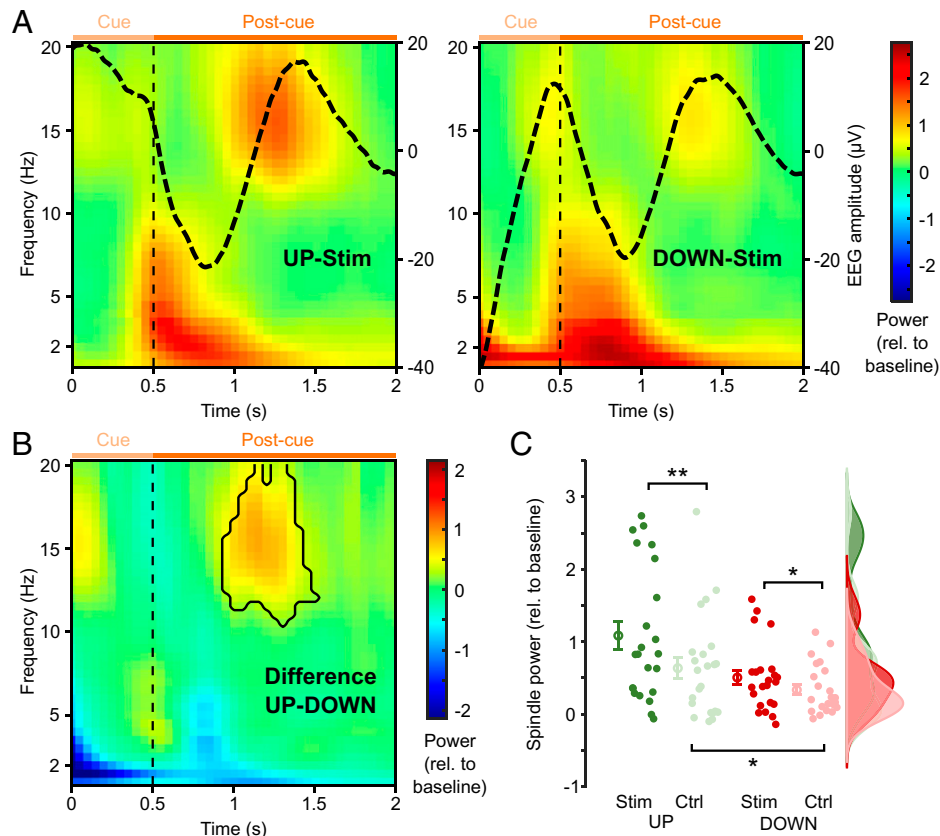 A
Cue
Post-cue
Cue
Post-cue
Frequency (Hz)
20
15
10
5
2
20
0
-20
-40
UP-Stim
0
0.5
1
1.5
2
Time (s)
20
15
10
5
2
20
0
-20
-40
EEG amplitude (µV)
DOWN-Stim
0
0.5
1
1.5
2
Time (s)
2
1
0
-1
-2
Power
(rel. to
baseline)
B
Cue
Post-cue
Frequency (Hz)
20
15
10
5
2
Difference
UP-DOWN
0
0.5
1
1.5
2
Time (s)
2
1
0
-1
-2
Power
(rel. to
baseline)
C
Spindle power (rel. to baseline)
3
2
1
0
-1
**
*
*
Stim
Ctrl
Stim
Ctrl
UP
DOWN